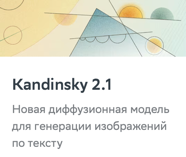 Kandinsky 2.1
Новая диффузионная модель
для генерации изображений
по тексту